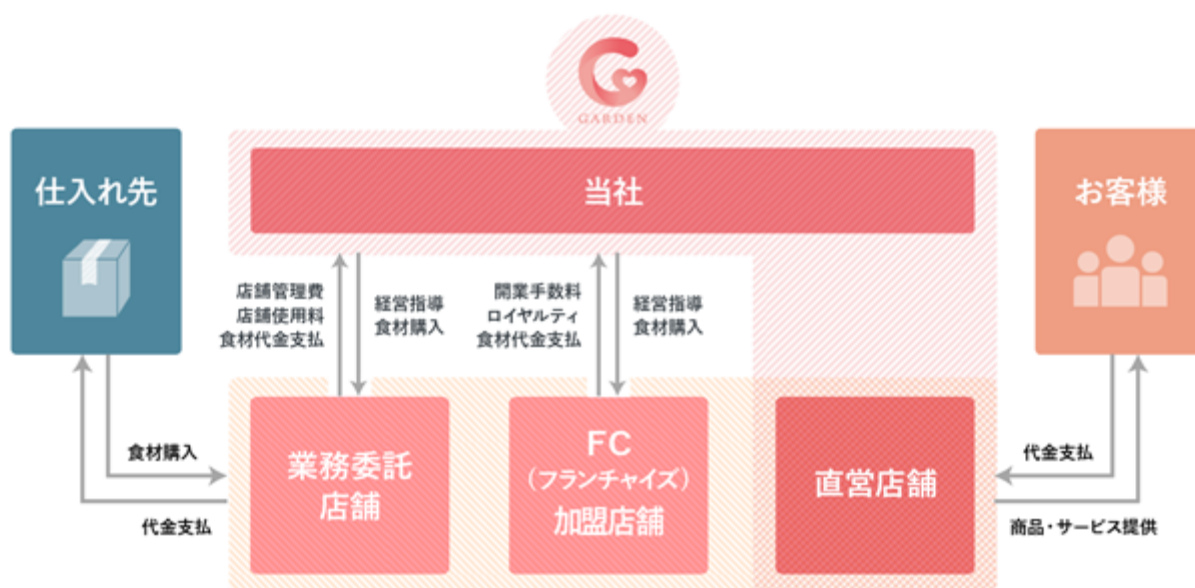 GARDEN
当社
仕入れ先
お客様
店舗管理費
店舗使用料
食材代金支払
経営指導
食材購入
開業手数料
ロイヤルティ
食材代金支払
経営指導
食材購入
食材購入
代金支払
業務委託
店舗
FC
(フランチャイズ)
加盟店舗
直営店舗
代金支払
商品・サービス提供